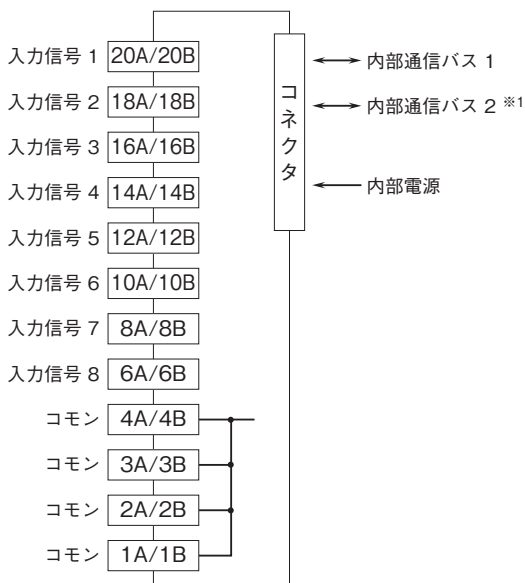 入力信号 1 20A/20B
入力信号 2 18A/18B
入力信号 3 16A/16B
入力信号 4 14A/14B
入力信号 5 12A/12B
入力信号 6 10A/10B
入力信号 7 8A/8B
入力信号 8 6A/6B
コモン 4A/4B
コモン 3A/3B
コモン 2A/2B
コモン 1A/1B
コネクタ
内部通信バス 1
内部通信バス 2 ※1
内部電源